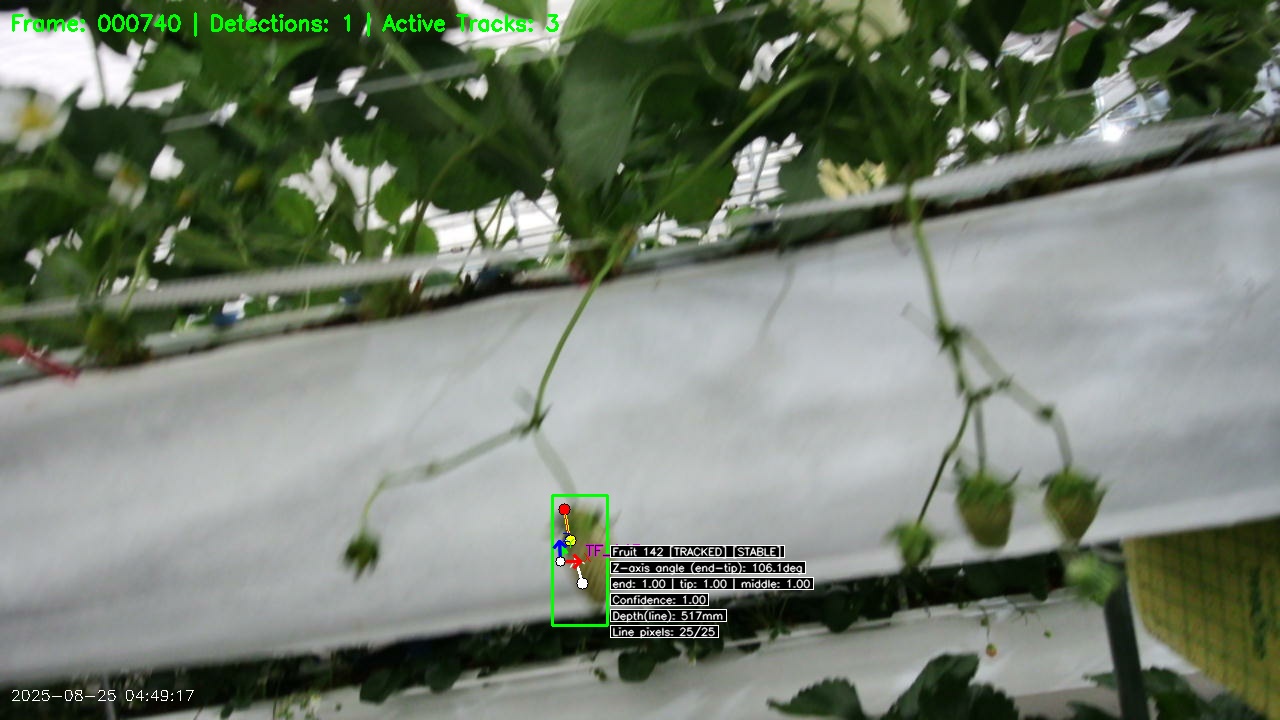 Frame: 000740 | Detections: 1 | Active Tracks: 3
Fruit 142 [TRACKED] [STABLE]
Z-axis angle (end-tip): 106.1deg
end: 1.00 | tip: 1.00 | middle: 1.00
Confidence: 1.00
Depth(line): 517mm
Line pixels: 25/25
2025-08-25 04:49:17